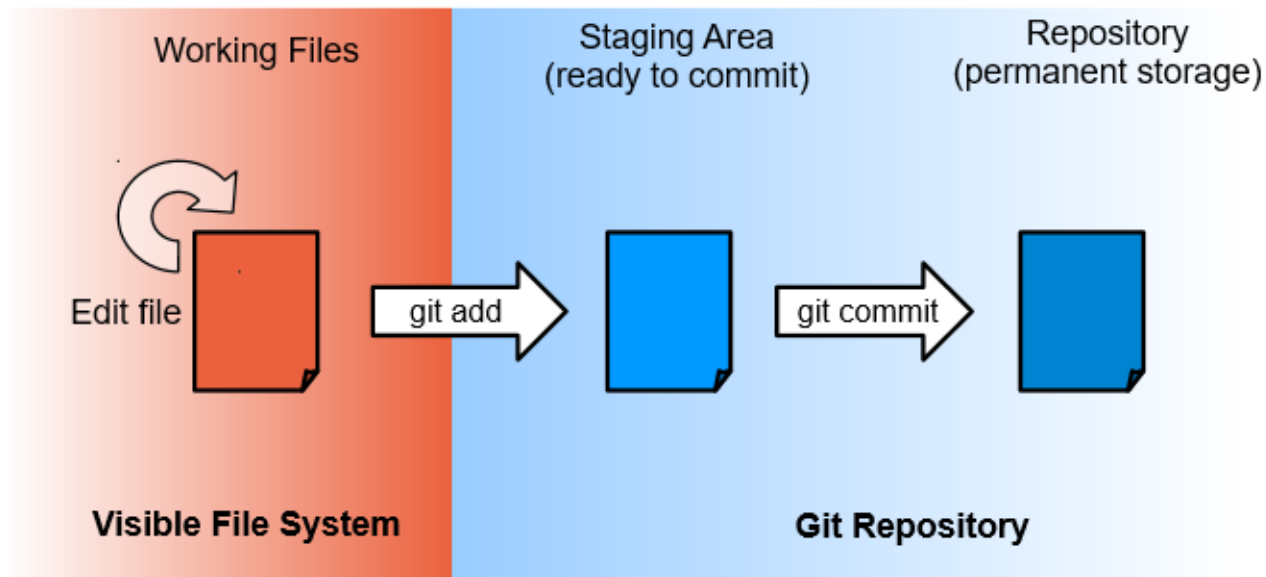 Working Files
Staging Area
(ready to commit)
Repository
(permanent storage)
Edit file
git add
git commit
Visible File System
Git Repository